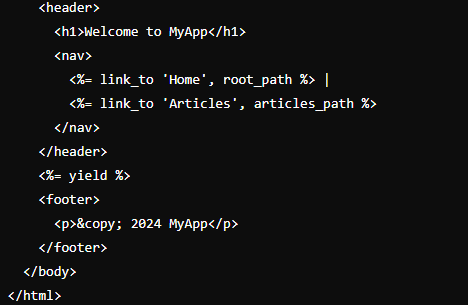 <header>
<h1>Welcome to MyApp</h1>
<nav>
<%= link_to 'Home', root_path %> |
<%= link_to 'Articles', articles_path %>
</nav>
</header>
<%= yield %>
<footer>
<p>&copy; 2024 MyApp</p>
</footer>
</body>
</html>